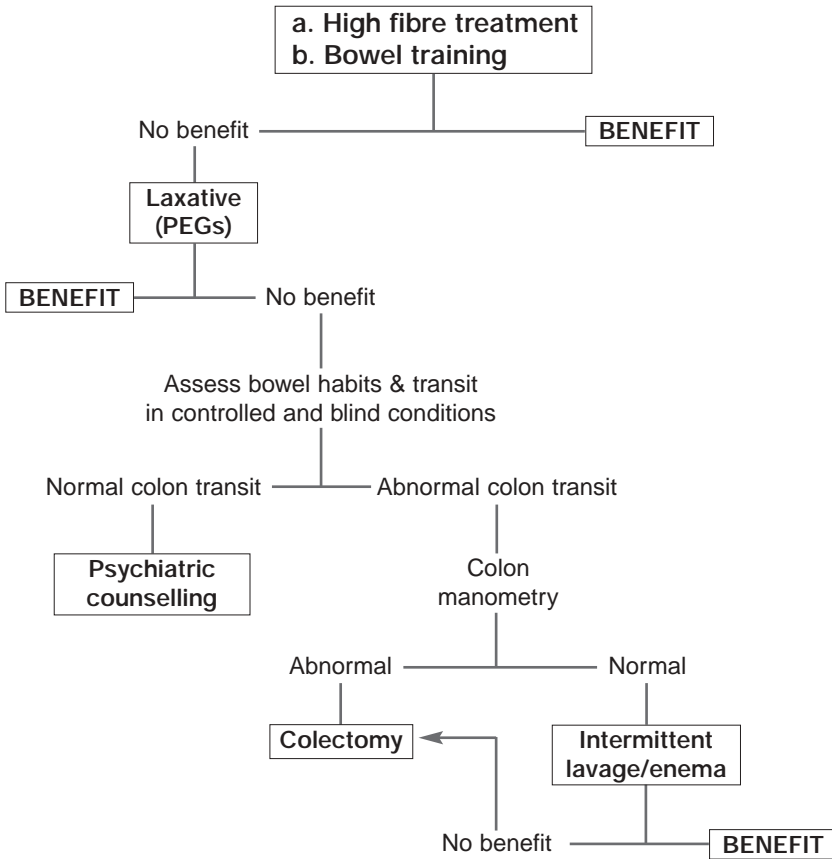 a. High fibre treatment
b. Bowel training
No benefit
BENEFIT
Laxative
(PEGs)
BENEFIT
No benefit
Assess bowel habits & transit
in controlled and blind conditions
Normal colon transit
Abnormal colon transit
Psychiatric
counselling
Colon
manometry
Abnormal
Normal
Colectomy
Intermittent
lavage/enema
No benefit
BENEFIT